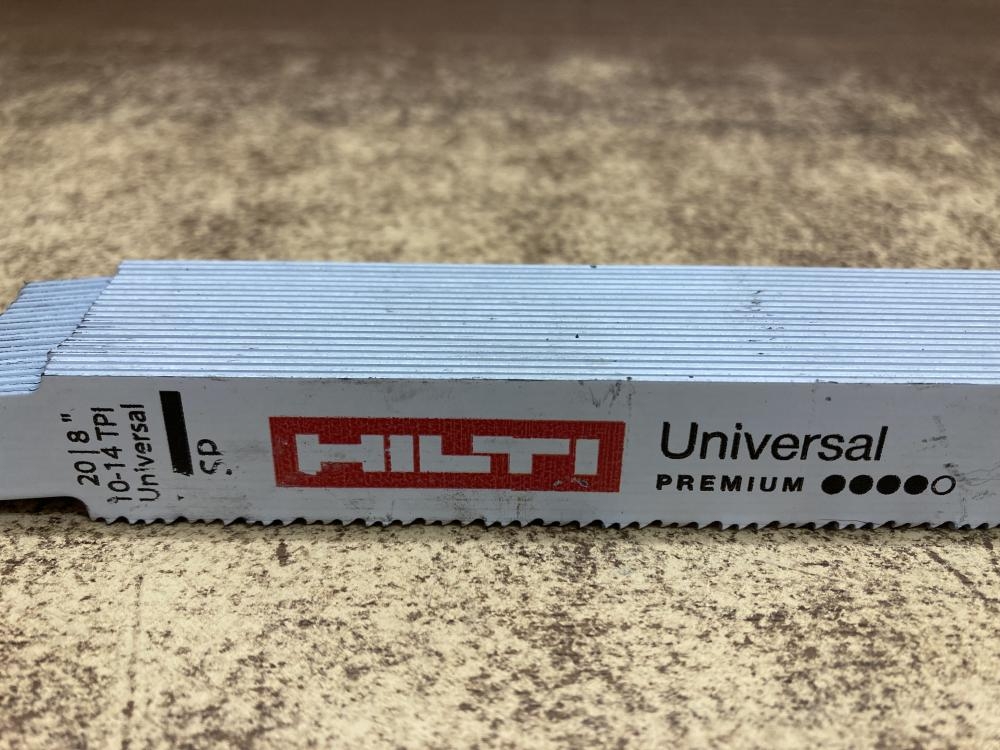 20 | 8 "
10-14 TPI
Universal
SP
HILTI
Universal
PREMIUM